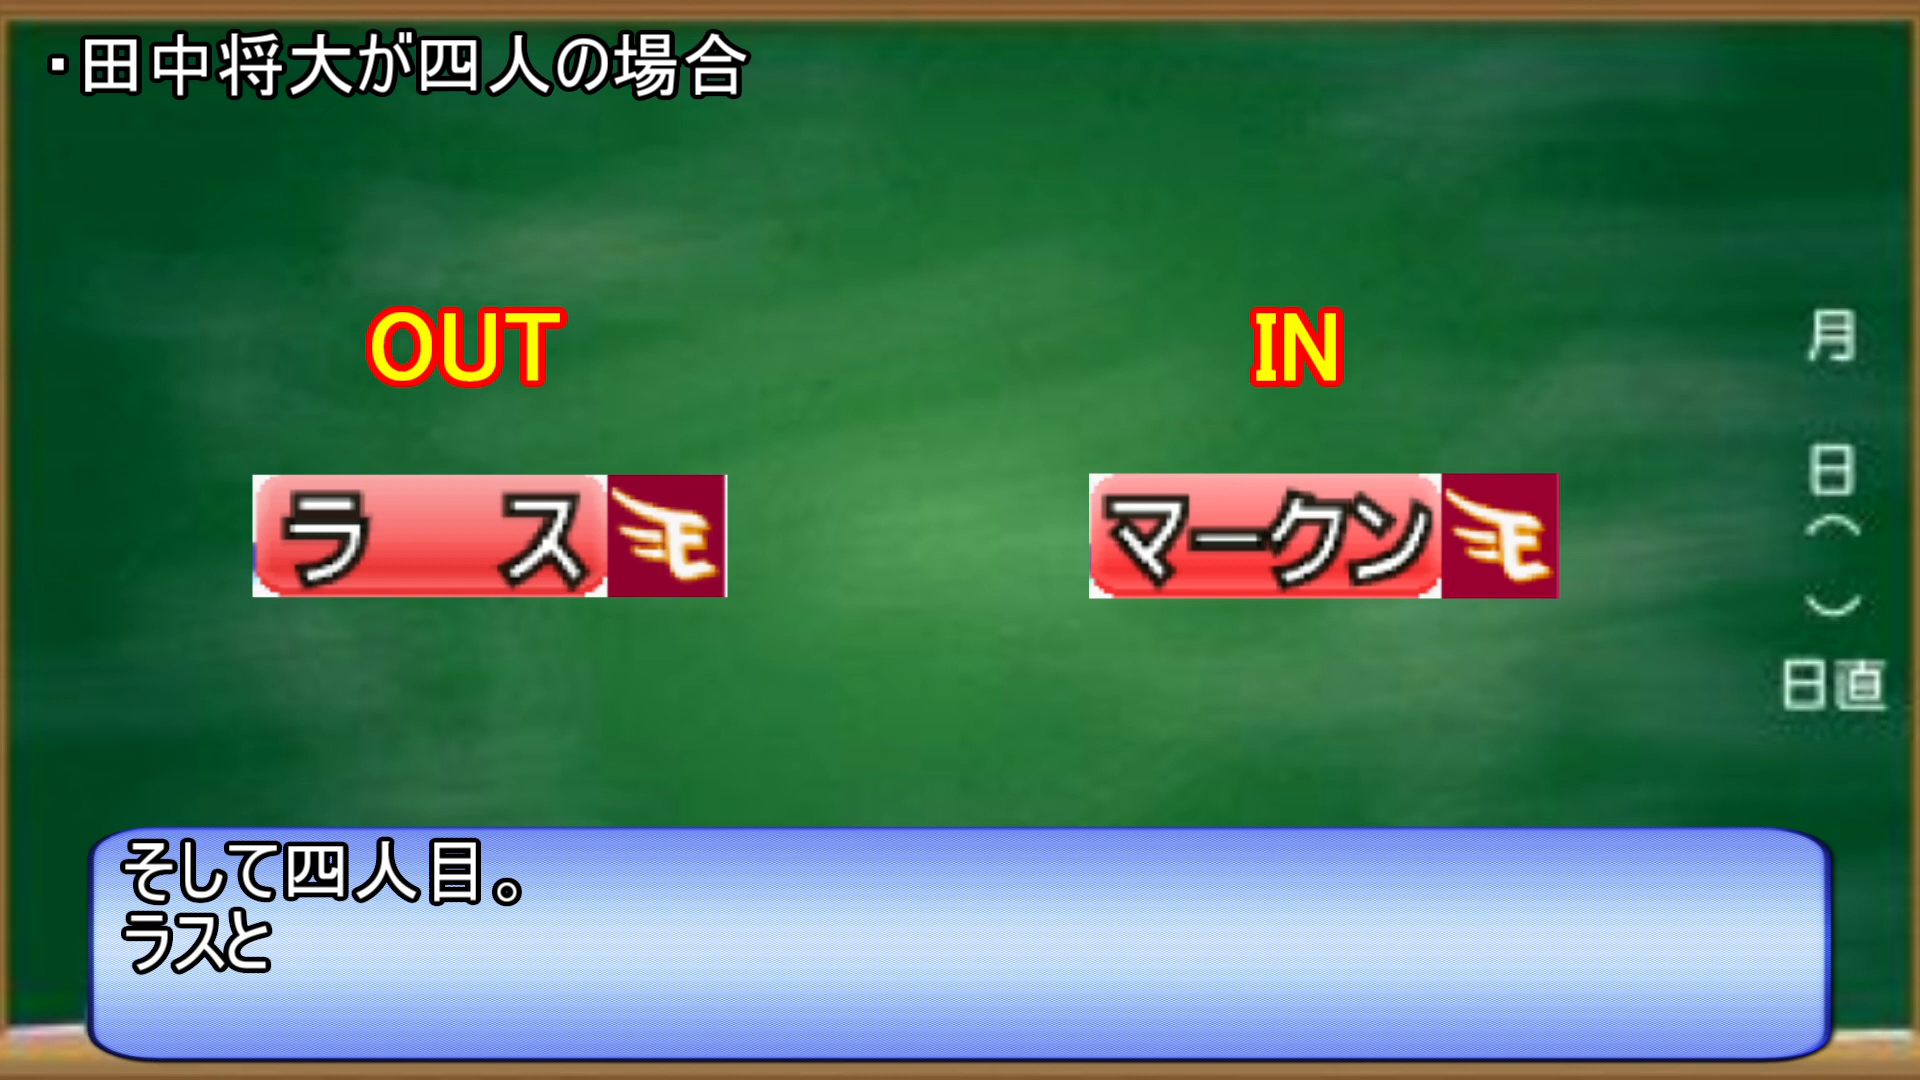 ・田中将大が四人の場合
OUT
IN
ラス
マークン
月
日
（
）
日直
そして四人目。
ラスと